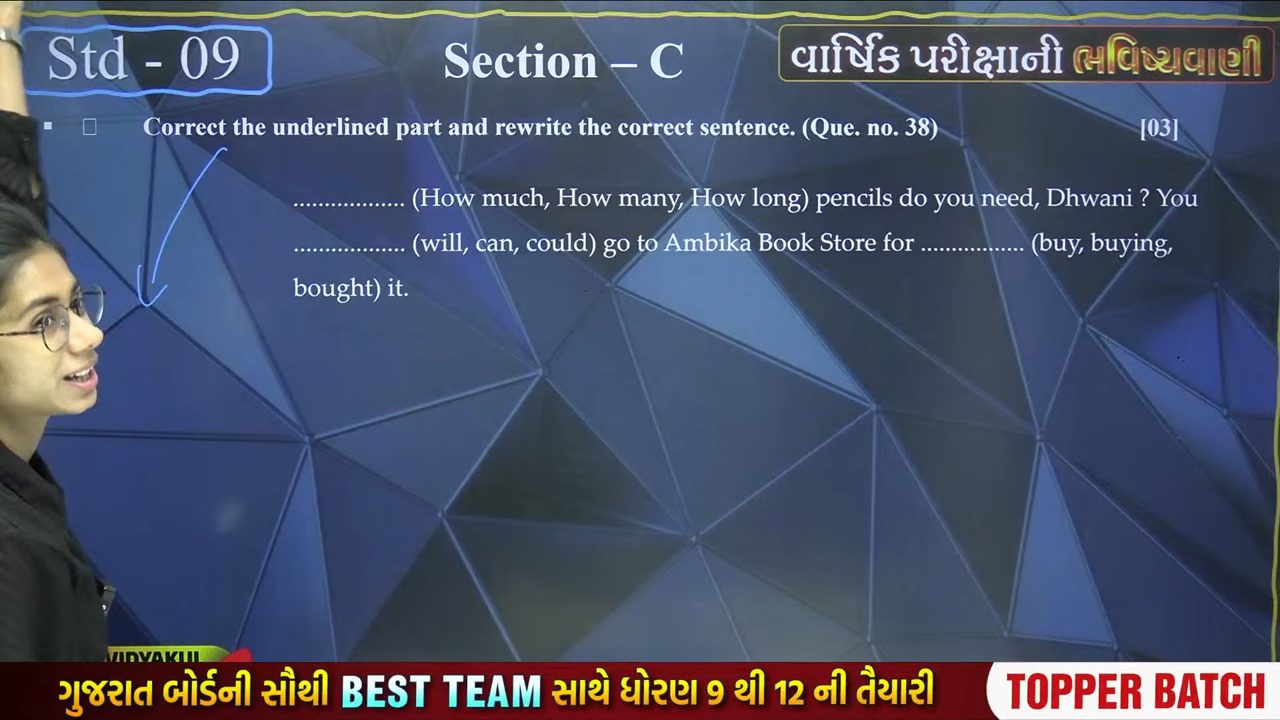 Std - 09
Section – C
વાર્ષિક પરીક્ષાની ભવિષ્યવાણી
Correct the underlined part and rewrite the correct sentence. (Que. no. 38) [03]
.................. (How much, How many, How long) pencils do you need, Dhwani ? You
.................. (will, can, could) go to Ambika Book Store for ................ (buy, buying,
bought) it.
VIDYAKUL
ગુજરાત બોર્ડની સૌથી BEST TEAM સાથે ધોરણ 9 થી 12 ની તૈયારી
TOPPER BATCH